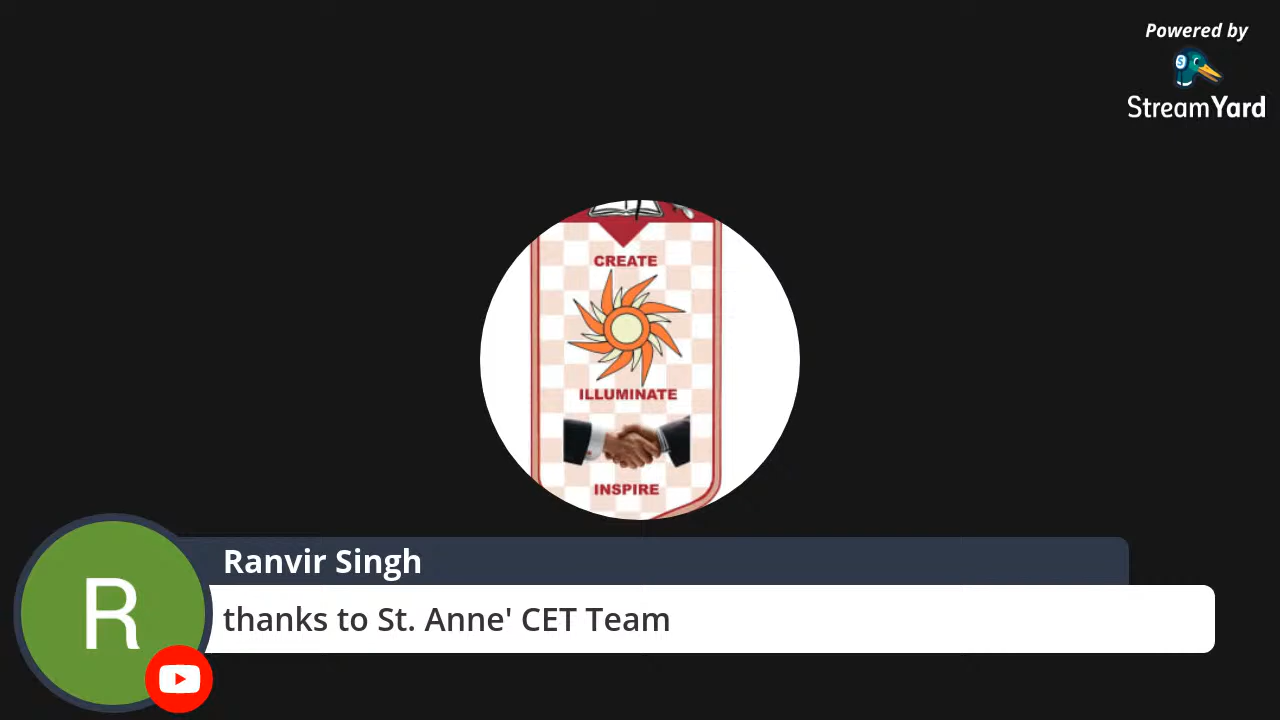 Powered by
StreamYard
CREATE
ILLUMINATE
INSPIRE
R
Ranvir Singh
thanks to St. Anne' CET Team